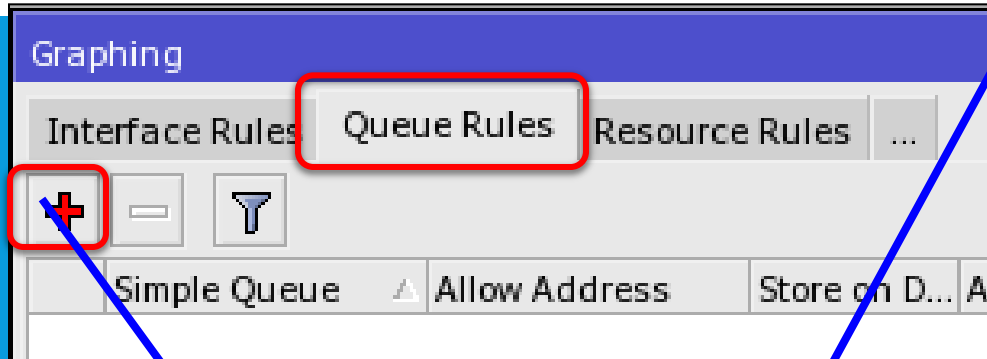 Graphing
Interface Rules Queue Rules Resource Rules ...
Simple Queue Allow Address Store on D... A